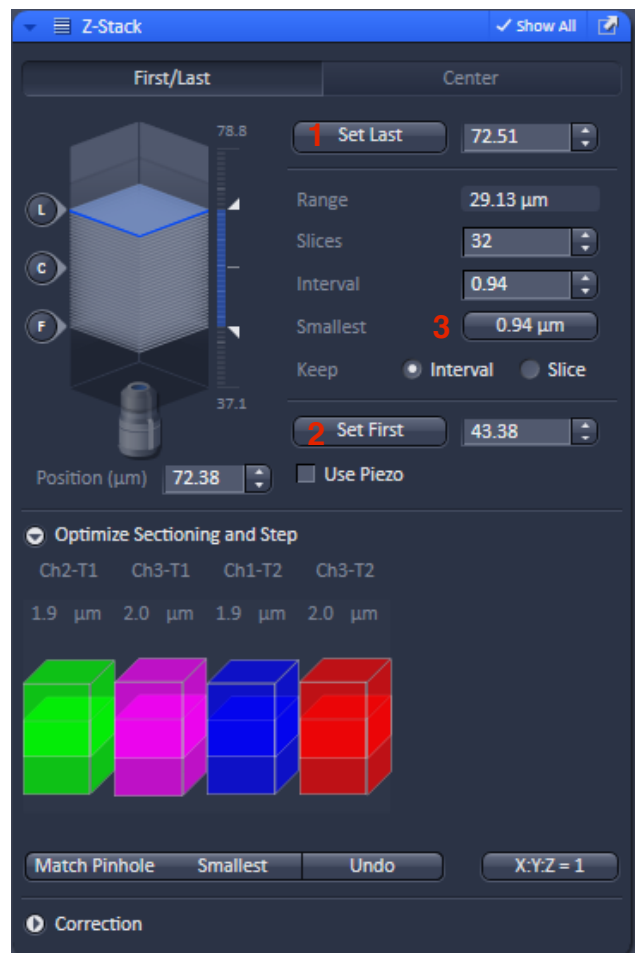 Z-Stack Show All
First/Last Center
78.8 1 Set Last 72.51
L Range 29.13 µm
Slices 32
C Interval 0.94
F Smallest 3 0.94 µm
Keep Interval Slice
37.1
2 Set First 43.38
Position (µm) 72.38 Use Piezo
Optimize Sectioning and Step
Ch2-T1 Ch3-T1 Ch1-T2 Ch3-T2
1.9 µm 2.0 µm 1.9 µm 2.0 µm
Match Pinhole Smallest Undo X:Y:Z = 1
Correction